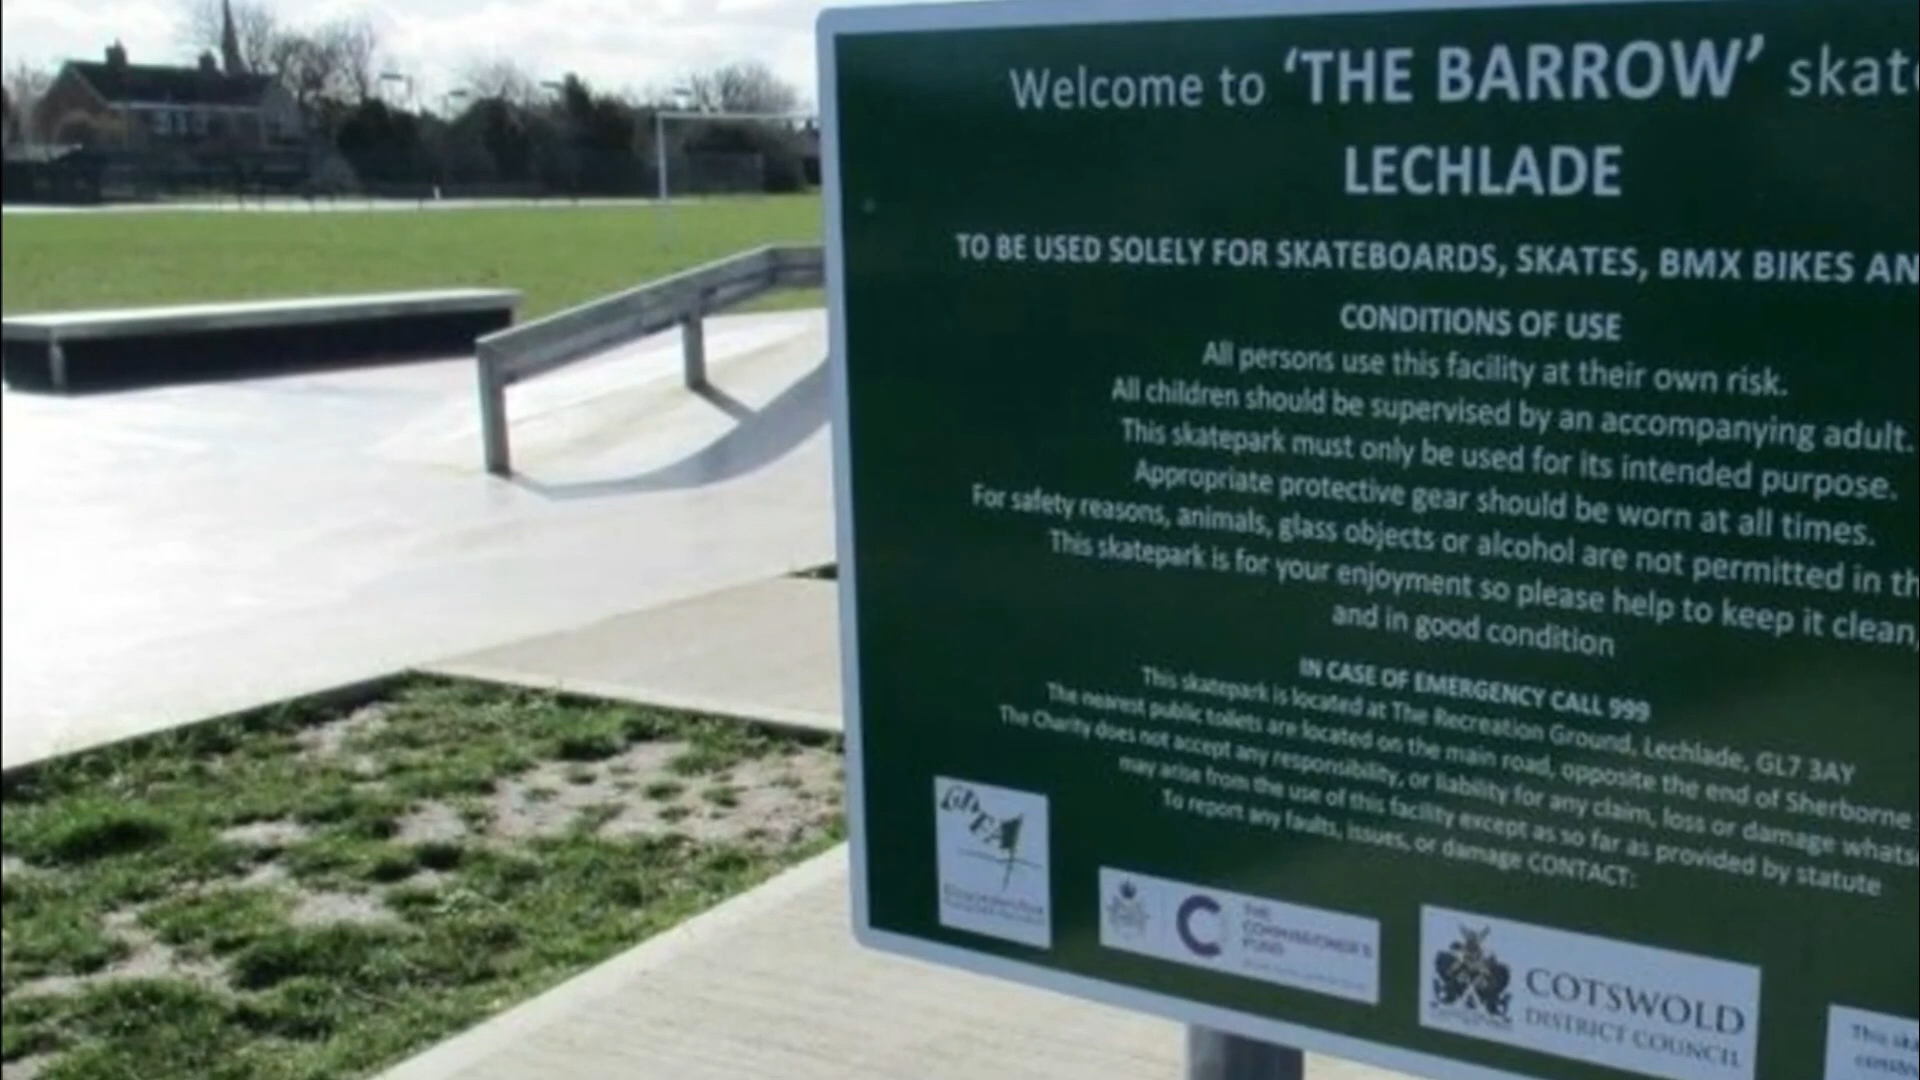 Welcome to ‘THE BARROW’ skat
LECHLADE
TO BE USED SOLELY FOR SKATEBOARDS, SKATES, BMX BIKES AN
CONDITIONS OF USE
All persons use this facility at their own risk.
All children should be supervised by an accompanying adult.
This skatepark must only be used for its intended purpose.
Appropriate protective gear should be worn at all times.
For safety reasons, animals, glass objects or alcohol are not permitted in th
This skatepark is for your enjoyment so please help to keep it clean,
and in good condition
IN CASE OF EMERGENCY CALL 999
This skatepark is located at The Recreation Ground, Lechlade, GL7 3AY
The nearest public toilets are located on the main road, opposite the end of Sherborne
The Charity does not accept any responsibility, or liability for any claim, loss or damage whats
may arise from the use of this facility except as so far as provided by statute
To report any faults, issues, or damage CONTACT:
THE
COMMISSIONER'S
FUND
COTSWOLD
DISTRICT COUNCIL
This ska